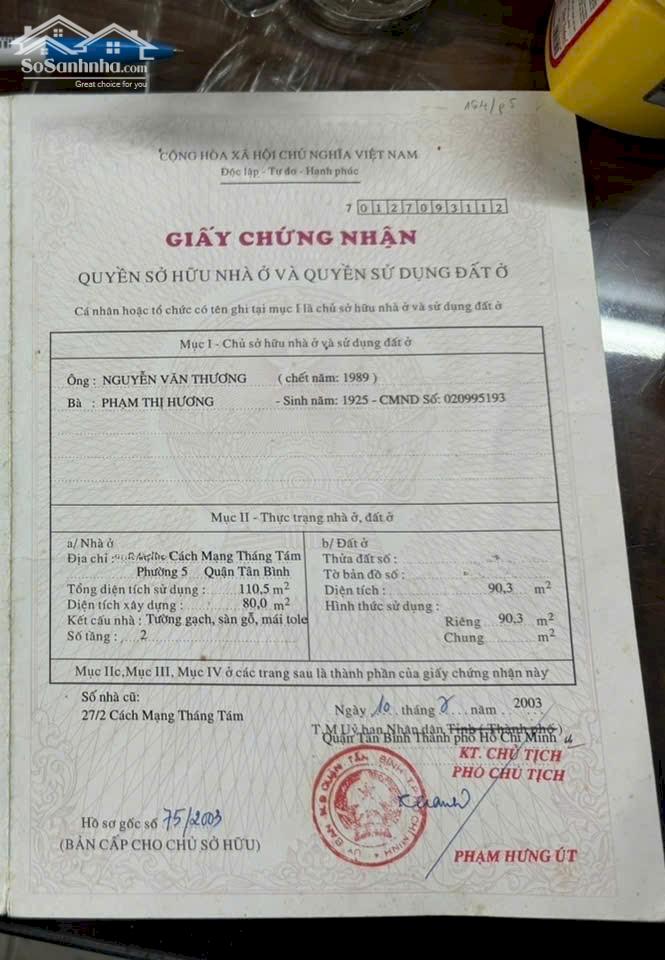 SoSanhnha.com
Great choice for you
CỘNG HÒA XÃ HỘI CHỦ NGHĨA VIỆT NAM
Độc lập - Tự do - Hạnh phúc
7 0 1 2 7 0 9 3 1 1 2
GIẤY CHỨNG NHẬN
QUYỀN SỞ HỮU NHÀ Ở VÀ QUYỀN SỬ DỤNG ĐẤT Ở
Cá nhân hoặc tổ chức có tên ghi tại mục I là chủ sở hữu nhà ở và sử dụng đất ở
Mục I - Chủ sở hữu nhà ở và sử dụng đất ở
Ông : NGUYỄN VĂN THƯƠNG ( chết năm: 1989 )
Bà : PHẠM THỊ HƯƠNG - Sinh năm: 1925 - CMND Số: 020995193
Mục II - Thực trạng nhà ở, đất ở
a/ Nhà ở
Địa chỉ : Cách Mạng Tháng Tám
Phường 5 Quận Tân Bình
Tổng diện tích sử dụng : 110,5 m2
Diện tích xây dựng : 80,0 m2
Kết cấu nhà : Tường gạch, sàn gỗ, mái tole
Số tầng : 2
b/ Đất ở
Thửa đất số :
Tờ bản đồ số :
Diện tích : 90,3 m2
Hình thức sử dụng :
Riêng 90,3 m2
Chung m2
Mục IIc, Mục III, Mục IV ở các trang sau là thành phần của giấy chứng nhận này
Số nhà cũ:
27/2 Cách Mạng Tháng Tám
Ngày 10 tháng năm 2003
T.M Uỷ ban Nhân dân Tỉnh ( Thành phố )
Quận Tân Bình Thành phố Hồ Chí Minh
KT. CHỦ TỊCH
PHÓ CHỦ TỊCH
Hồ sơ gốc số 75/2003
(BẢN CẤP CHO CHỦ SỞ HỮU)
PHẠM HƯNG ÚT